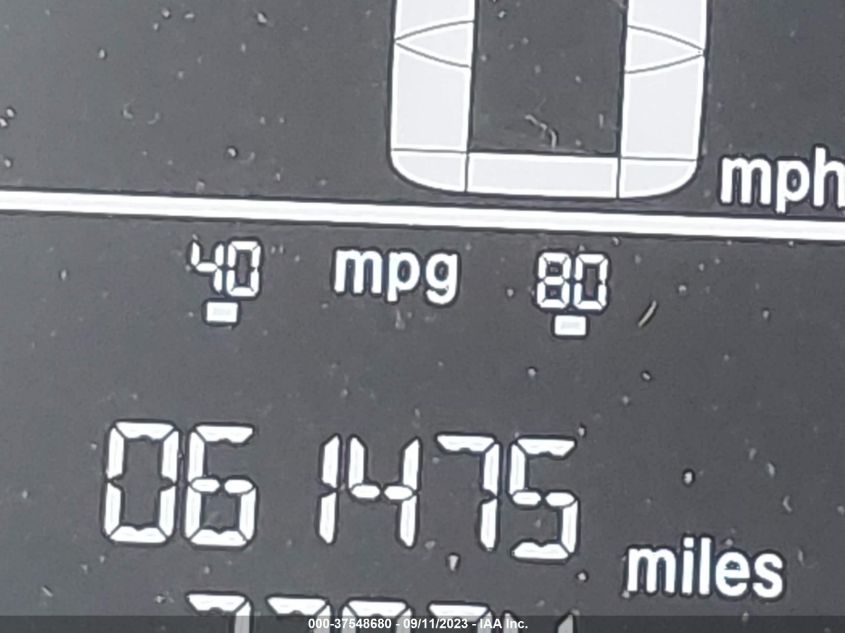 0 mph
40 mpg 80
061475 miles
000-37548680 - 09/11/2023 - IAA Inc.